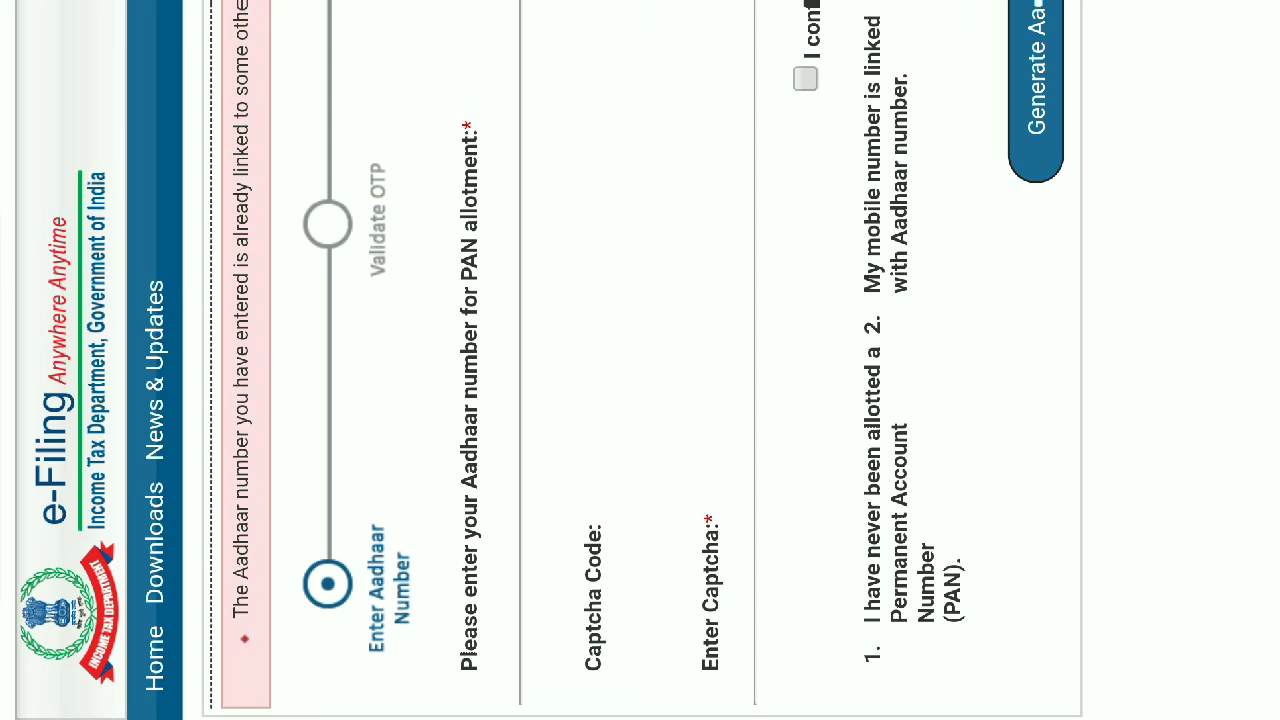 e-Filing Anywhere Anytime
Income Tax Department, Government of India
INCOME TAX DEPARTMENT
Home Downloads News & Updates
The Aadhaar number you have entered is already linked to some
Enter Aadhaar
Number
Validate OTP
Please enter your Aadhaar number for PAN allotment:*
Captcha Code:
Enter Captcha:*
I
1. I have never been allotted a
Permanent Account
Number
(PAN).
2. My mobile number is linked
with Aadhaar number.
Generate